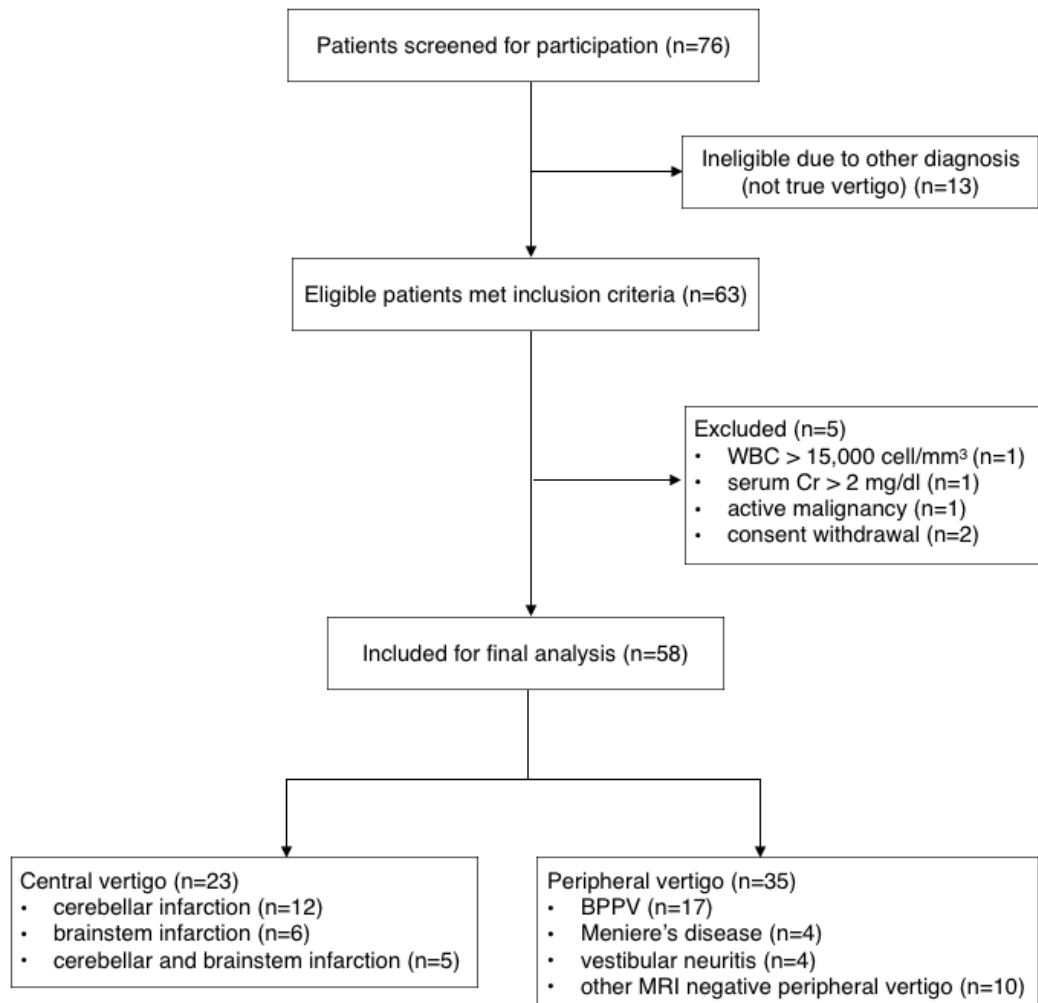 Patients screened for participation (n=76)
Ineligible due to other diagnosis
(not true vertigo) (n=13)
Eligible patients met inclusion criteria (n=63)
Excluded (n=5)
• WBC > 15,000 cell/mm³ (n=1)
• serum Cr > 2 mg/dl (n=1)
• active malignancy (n=1)
• consent withdrawal (n=2)
Included for final analysis (n=58)
Central vertigo (n=23)
• cerebellar infarction (n=12)
• brainstem infarction (n=6)
• cerebellar and brainstem infarction (n=5)
Peripheral vertigo (n=35)
• BPPV (n=17)
• Meniere's disease (n=4)
• vestibular neuritis (n=4)
• other MRI negative peripheral vertigo (n=10)